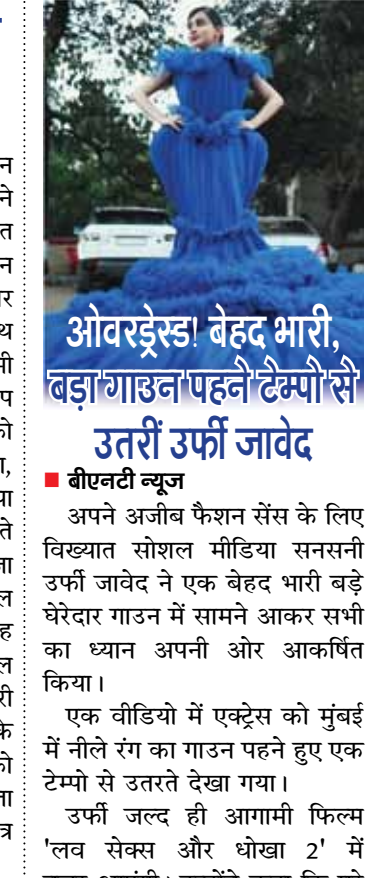 ओवरड्रेस्ड! बेहद भारी,
बड़ा गाउन पहने टेम्पो से
उतरीं उर्फी जावेद
बीएनटी न्यूज
अपने अजीब फैशन सेंस के लिए
विख्यात सोशल मीडिया सनसनी
उर्फी जावेद ने एक बेहद भारी बड़े
घेरेदार गाउन में सामने आकर सभी
का ध्यान अपनी ओर आकर्षित
किया।
एक वीडियो में एक्ट्रेस को मुंबई
में नीले रंग का गाउन पहने हुए एक
टेम्पो से उतरते देखा गया।
उर्फी जल्द ही आगामी फिल्म
'लव सेक्स और धोखा 2' में